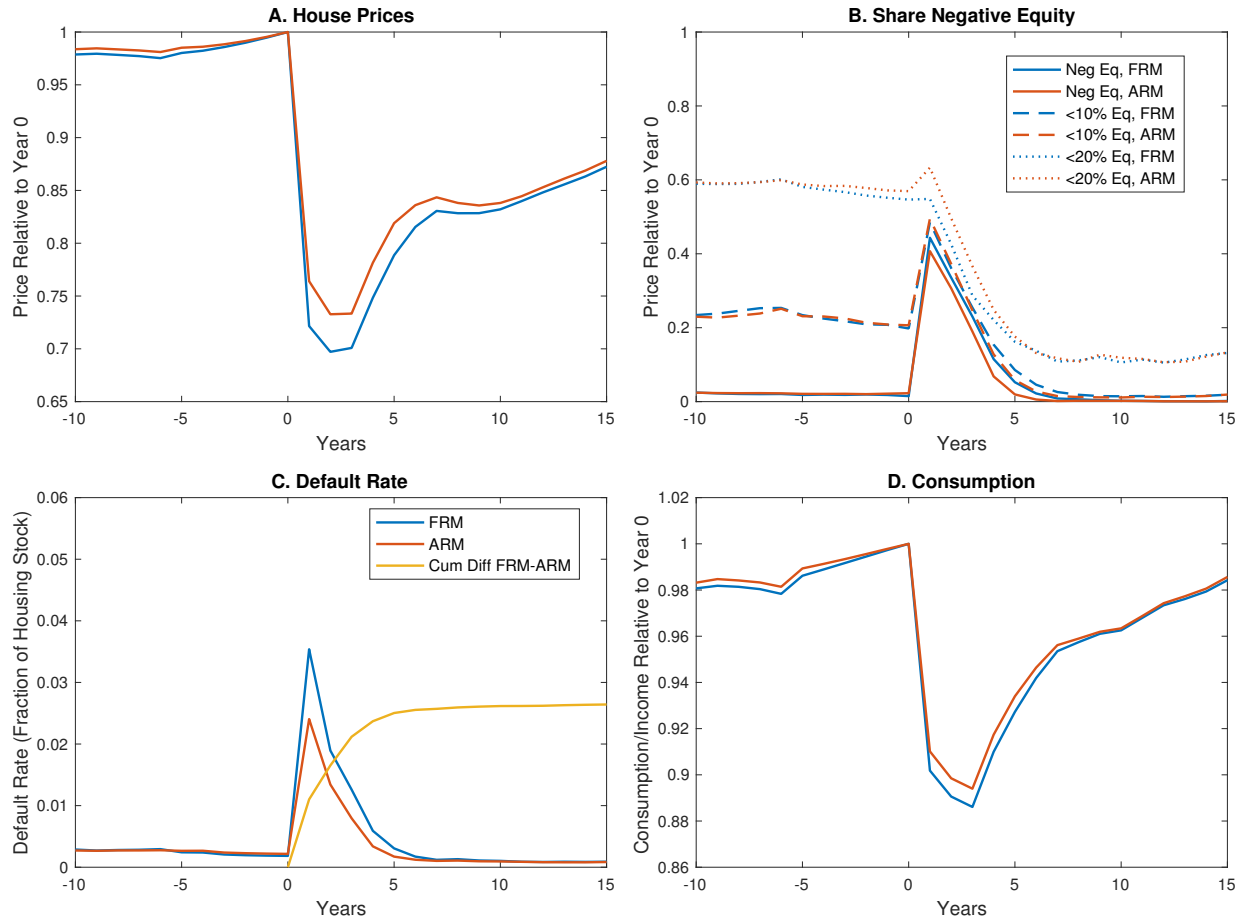 A. House Prices
Price Relative to Year 0
1
0.95
0.9
0.85
0.8
0.75
0.7
0.65
-10 -5 0 5 10 15
Years
B. Share Negative Equity
Price Relative to Year 0
1
0.8
0.6
0.4
0.2
0
Neg Eq, FRM
Neg Eq, ARM
<10% Eq, FRM
<10% Eq, ARM
<20% Eq, FRM
<20% Eq, ARM
-10 -5 0 5 10 15
Years
C. Default Rate
Default Rate (Fraction of Housing Stock)
0.06
0.05
0.04
0.03
0.02
0.01
0
FRM
ARM
Cum Diff FRM-ARM
-10 -5 0 5 10 15
Years
D. Consumption
Consumption/Income Relative to Year 0
1.02
1
0.98
0.96
0.94
0.92
0.9
0.88
0.86
-10 -5 0 5 10 15
Years